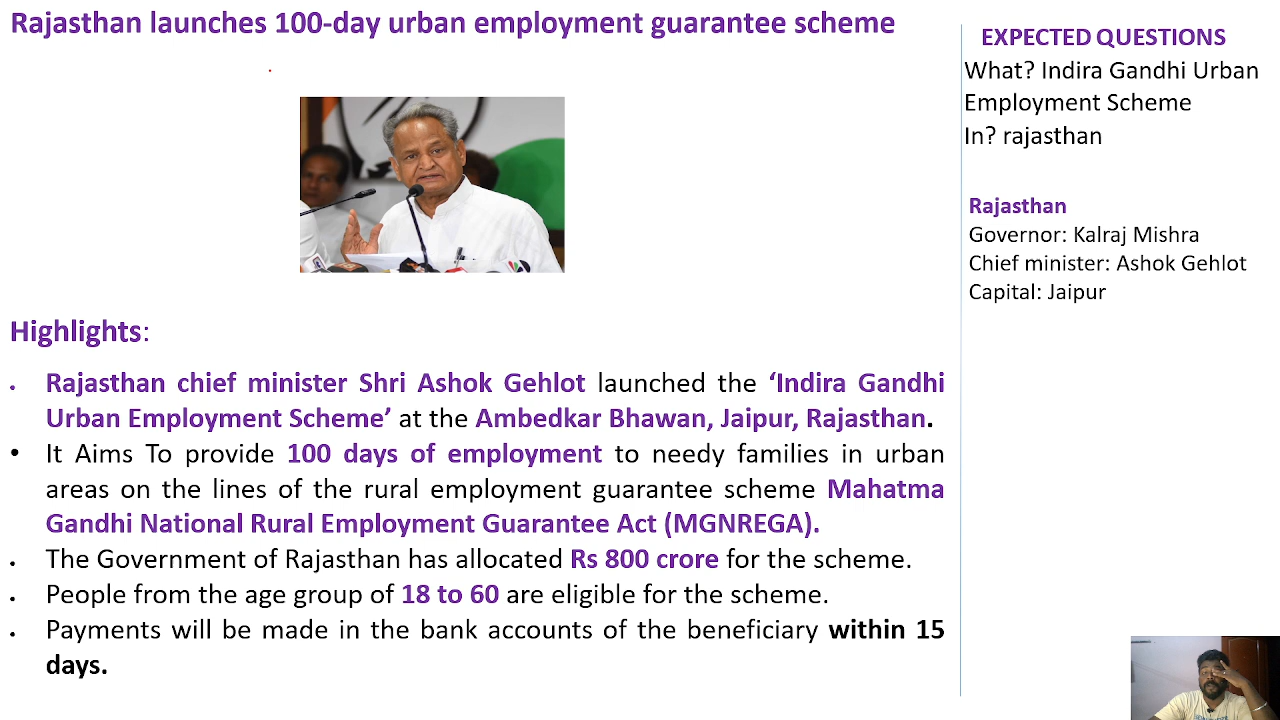 Rajasthan launches 100-day urban employment guarantee scheme
Highlights:
• Rajasthan chief minister Shri Ashok Gehlot launched the ‘Indira Gandhi
Urban Employment Scheme’ at the Ambedkar Bhawan, Jaipur, Rajasthan.
• It Aims To provide 100 days of employment to needy families in urban
areas on the lines of the rural employment guarantee scheme Mahatma
Gandhi National Rural Employment Guarantee Act (MGNREGA).
• The Government of Rajasthan has allocated Rs 800 crore for the scheme.
• People from the age group of 18 to 60 are eligible for the scheme.
• Payments will be made in the bank accounts of the beneficiary within 15
days.
EXPECTED QUESTIONS
What? Indira Gandhi Urban
Employment Scheme
In? rajasthan
Rajasthan
Governor: Kalraj Mishra
Chief minister: Ashok Gehlot
Capital: Jaipur